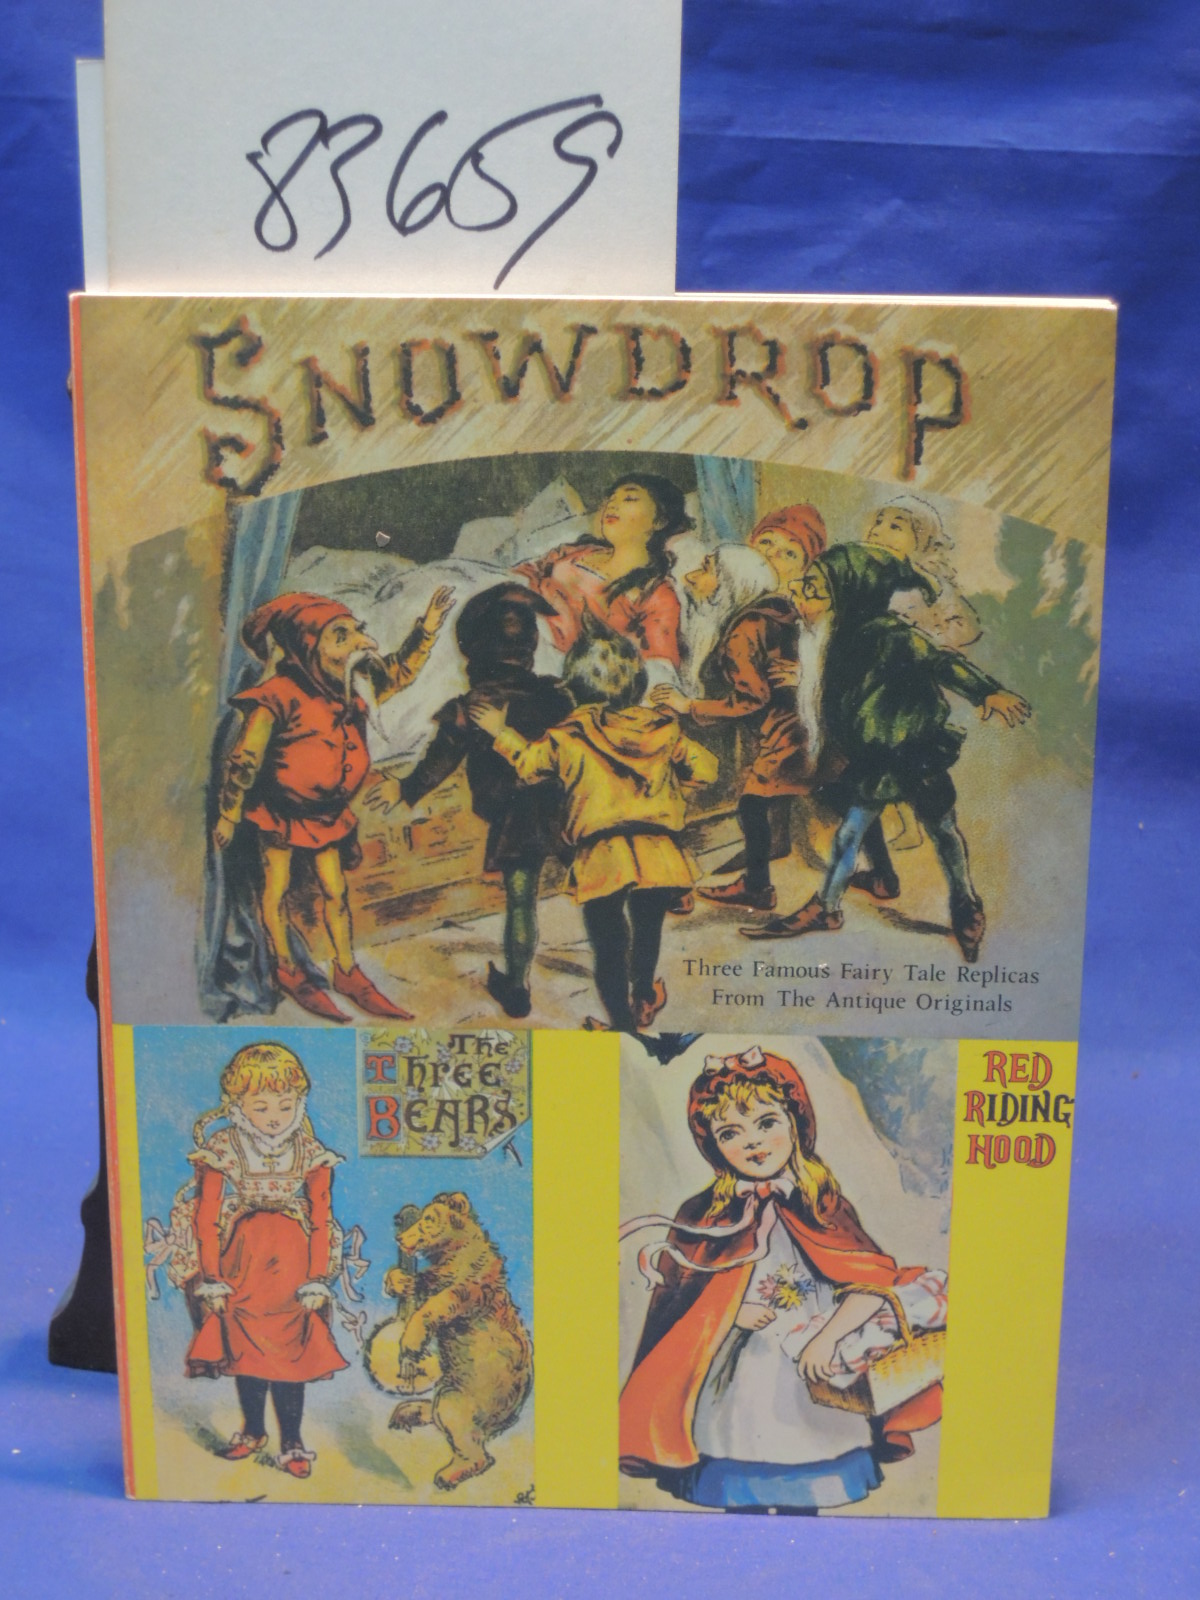 83659
SNOWDROP
Three Famous Fairy Tale Replicas
From The Antique Originals
The
Three
Bears
RED
RIDING
HOOD